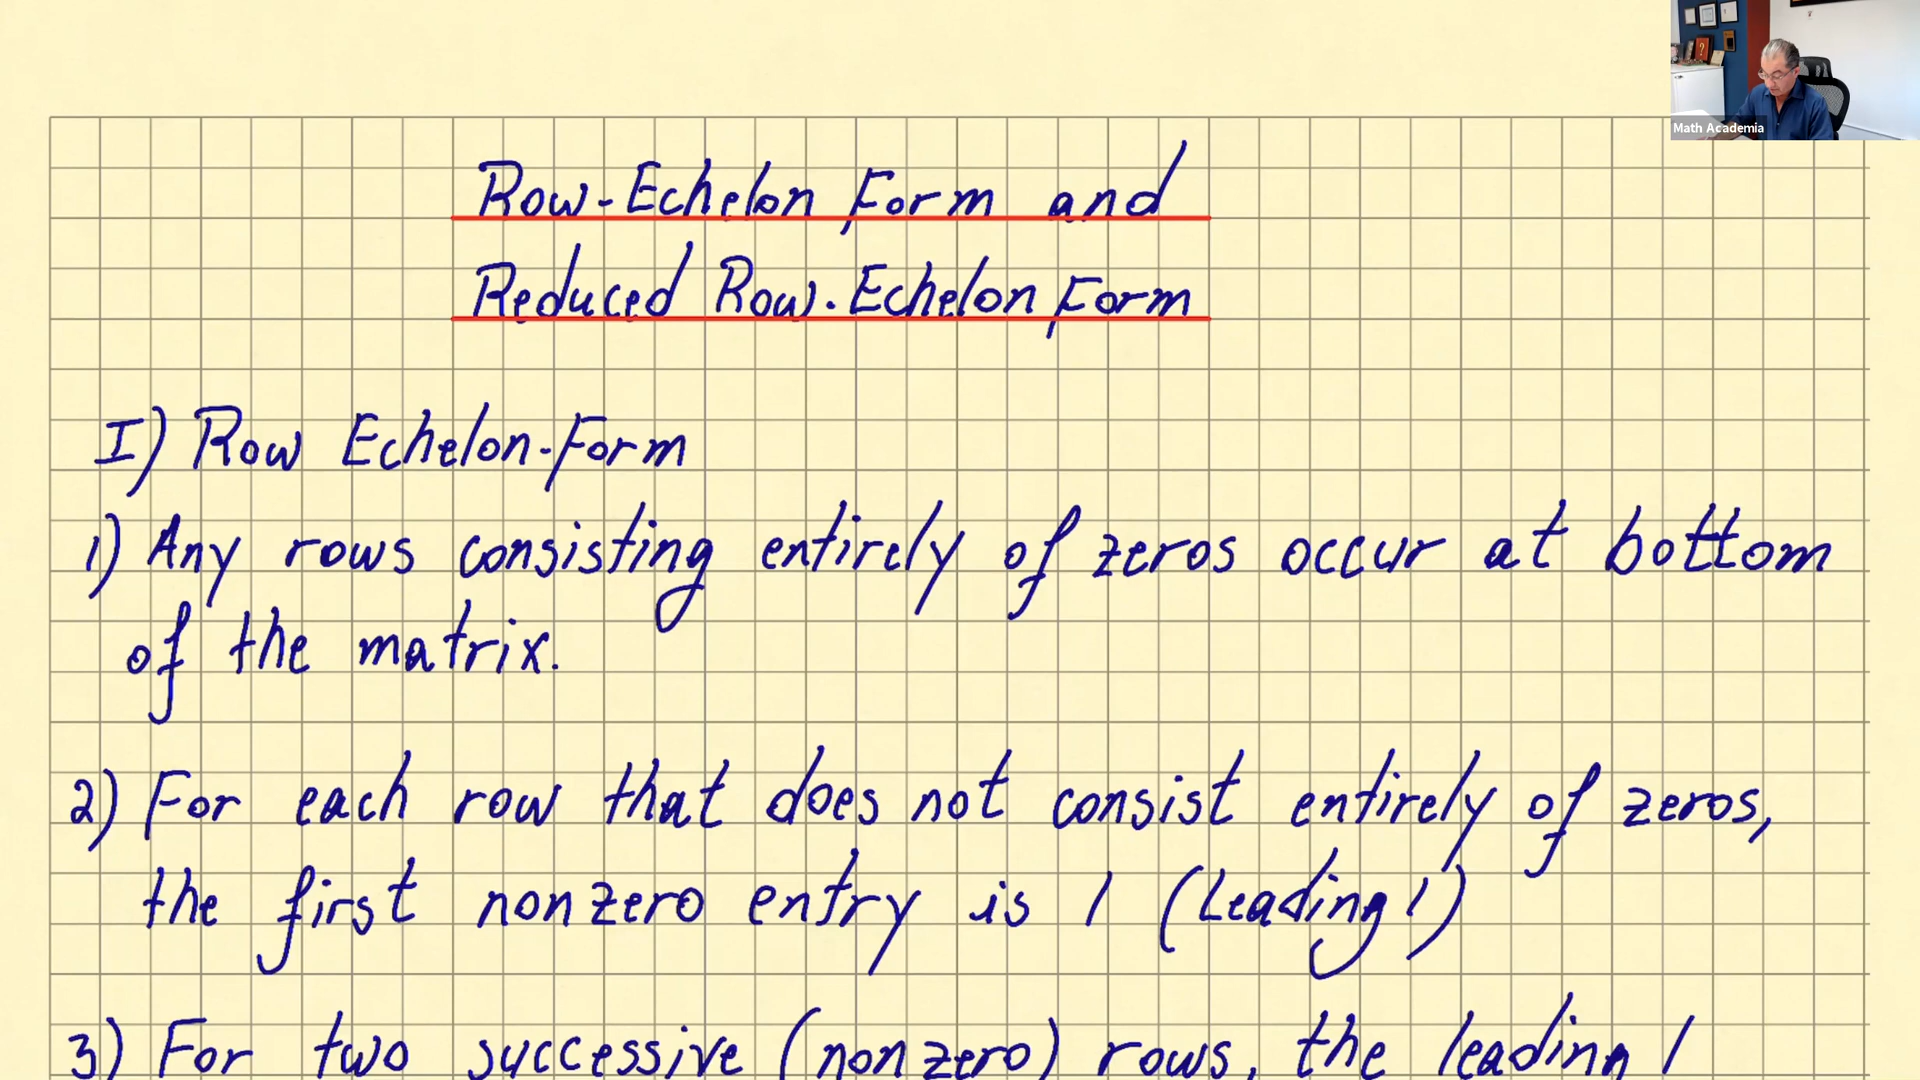 Math Academia
Row-Echelon Form and
Reduced Row-Echelon Form
I) Row Echelon-Form
1) Any rows consisting entirely of zeros occur at bottom
of the matrix.
2) For each row that does not consist entirely of zeros,
the first nonzero entry is 1 (Leading 1)
3) For two successive (nonzero) rows, the leading 1